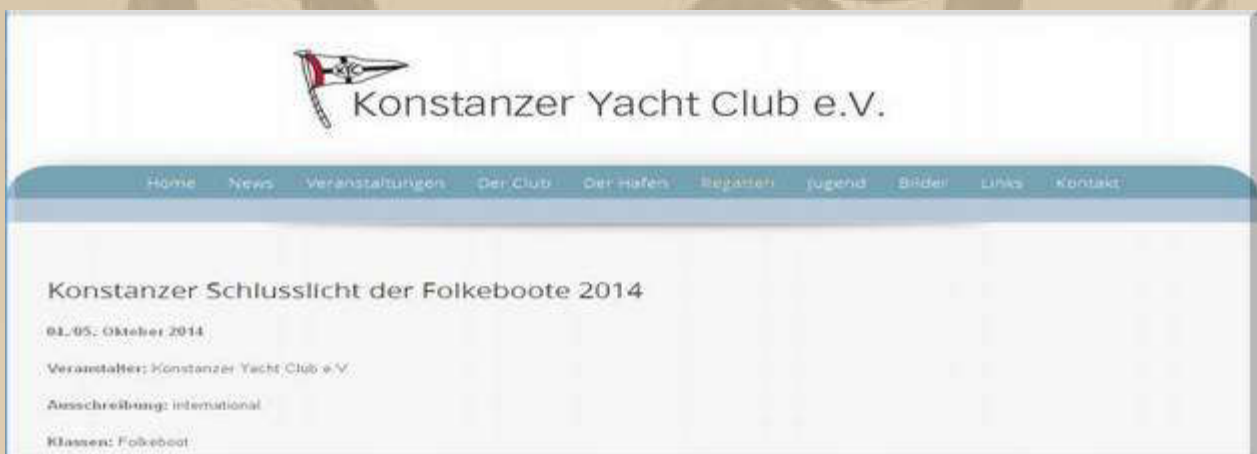 KYC
Konstanzer Yacht Club e.V.
Home News Veranstaltungen Der Club Der Hafen Regatten Jugend Bilder Links Kontakt
Konstanzer Schlusslicht der Folkeboote 2014
04./05. Oktober 2014
Veranstalter: Konstanzer Yacht Club e.V.
Ausschreibung: international
Klassen: Folkeboot